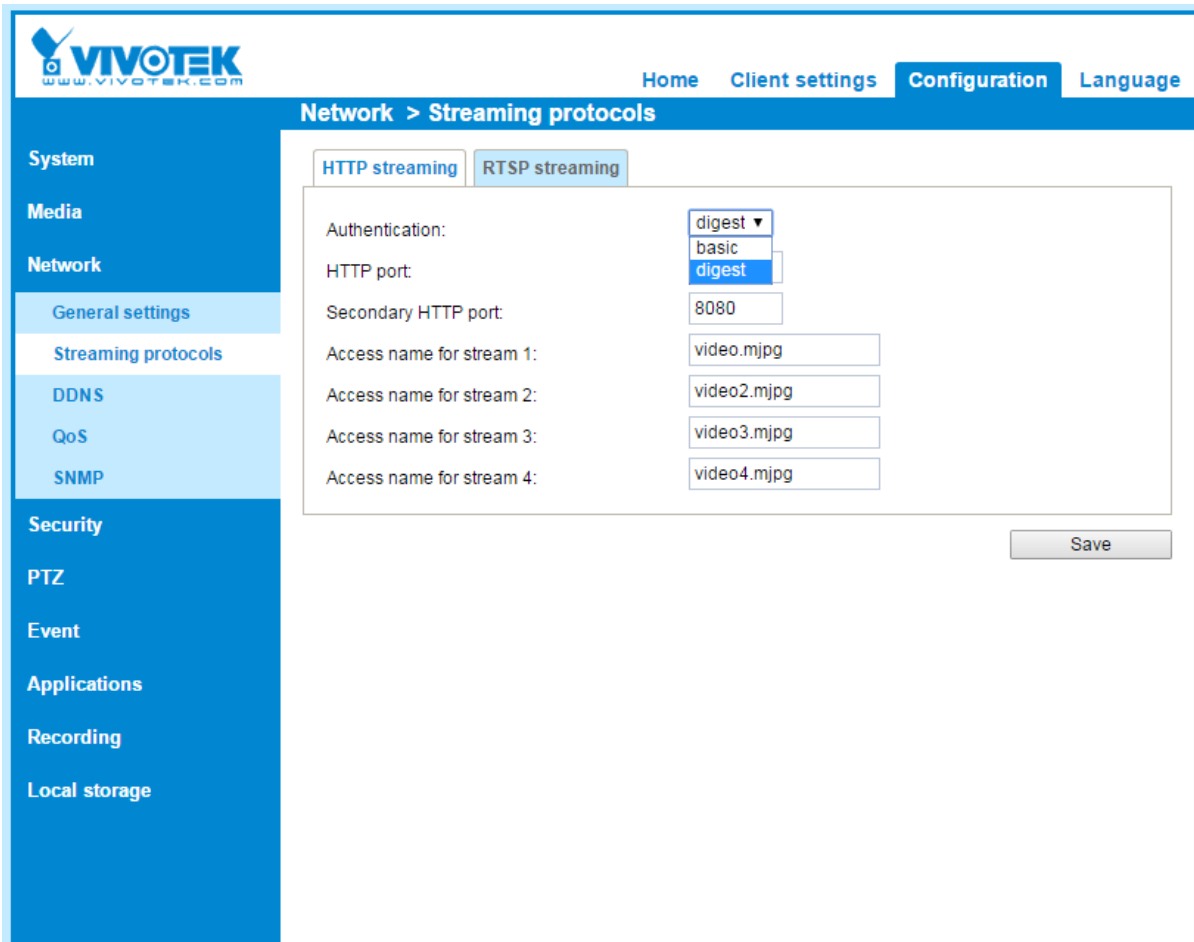 VIVOTEK
www.vivotek.com
Home Client settings Configuration Language
Network > Streaming protocols
System
Media
Network
General settings
Streaming protocols
DDNS
QoS
SNMP
Security
PTZ
Event
Applications
Recording
Local storage
HTTP streaming RTSP streaming
Authentication: digest ▼
basic
digest
HTTP port:
Secondary HTTP port: 8080
Access name for stream 1: video.mjpg
Access name for stream 2: video2.mjpg
Access name for stream 3: video3.mjpg
Access name for stream 4: video4.mjpg
Save